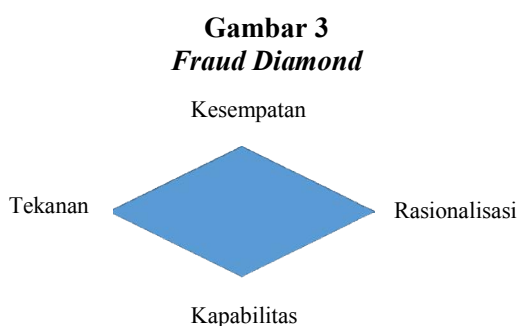 Gambar 3
Fraud Diamond
Kesempatan
Tekanan
Rasionalisasi
Kapabilitas